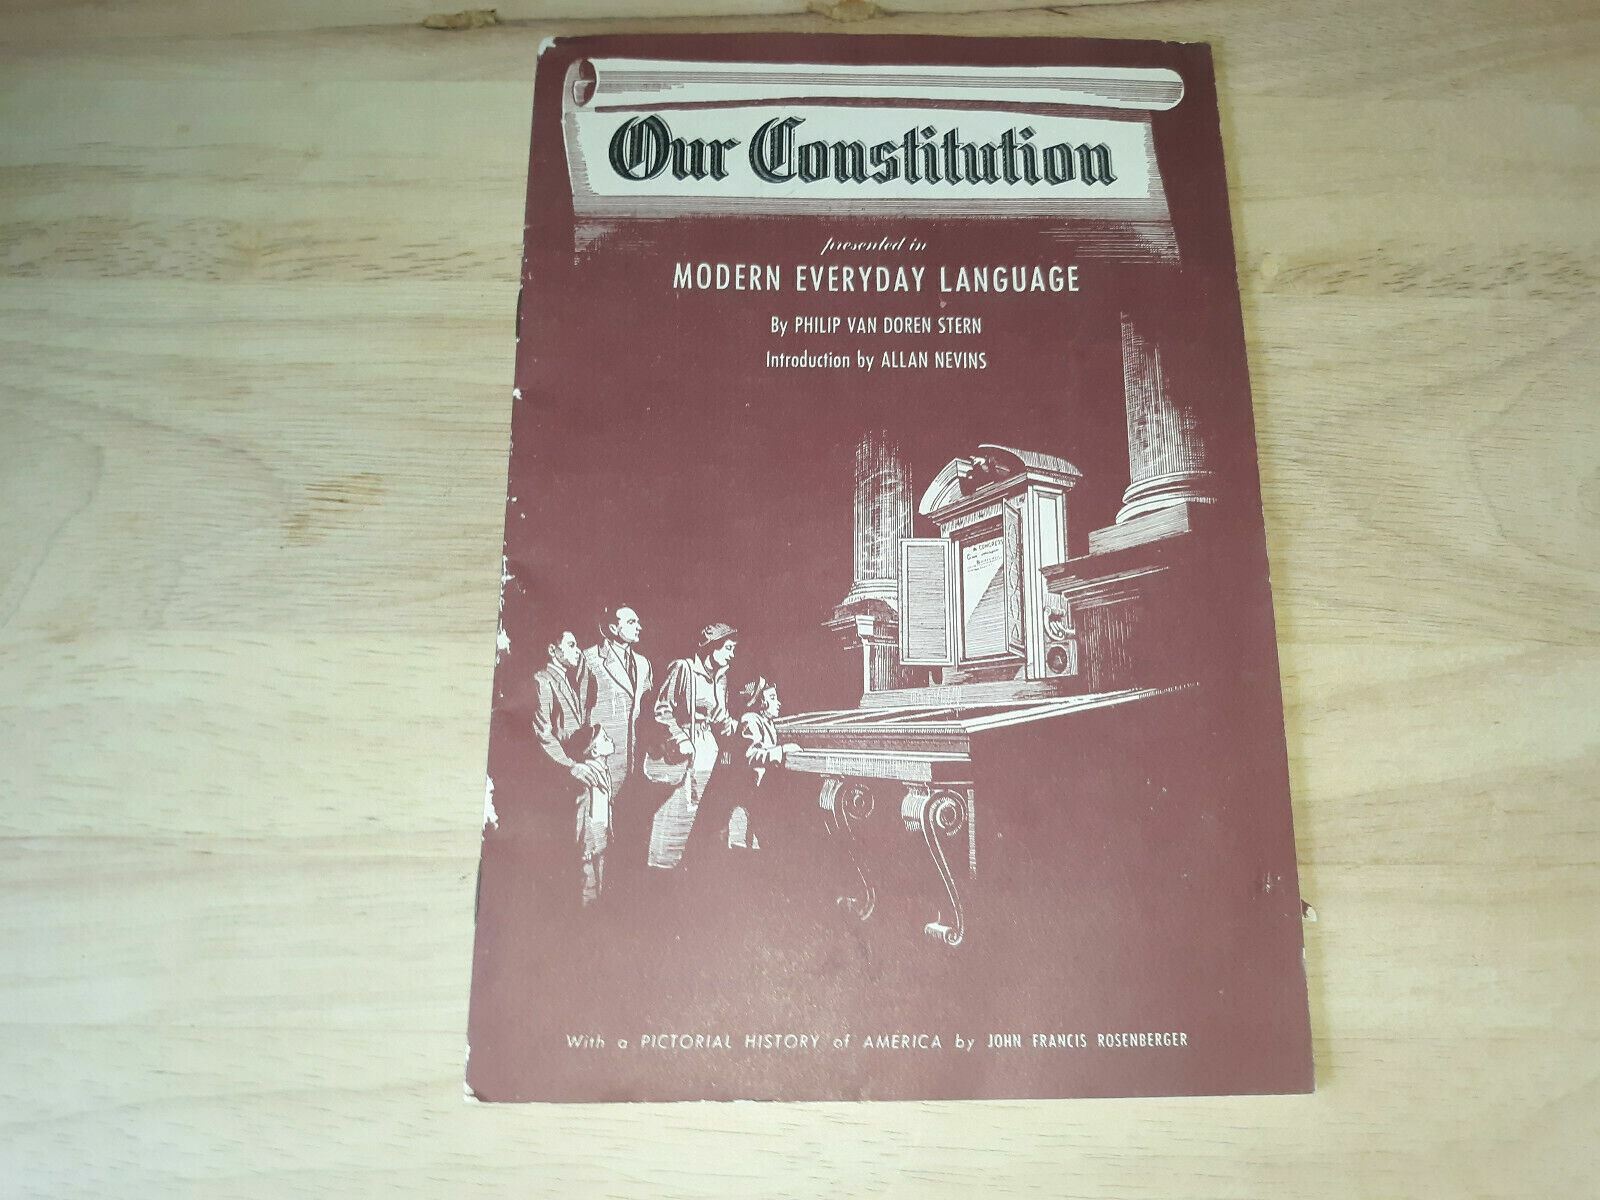 Our Constitution
presented in
MODERN EVERYDAY LANGUAGE
By PHILIP VAN DOREN STERN
Introduction by ALLAN NEVINS
CONGRESS
With a PICTORIAL HISTORY of AMERICA by JOHN FRANCIS ROSENBERGER